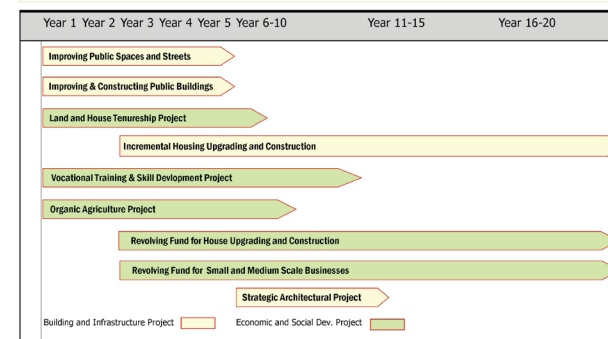 Year 1 Year 2 Year 3 Year 4 Year 5 Year 6-10 Year 11-15 Year 16-20
Improving Public Spaces and Streets
Improving & Constructing Public Buildings
Land and House Tenureship Project
Incremental Housing Upgrading and Construction
Vocational Training & Skill Devlopment Project
Organic Agriculture Project
Revolving Fund for House Upgrading and Construction
Revolving Fund for Small and Medium Scale Businesses
Strategic Architectural Project
Building and Infrastructure Project Economic and Social Dev. Project